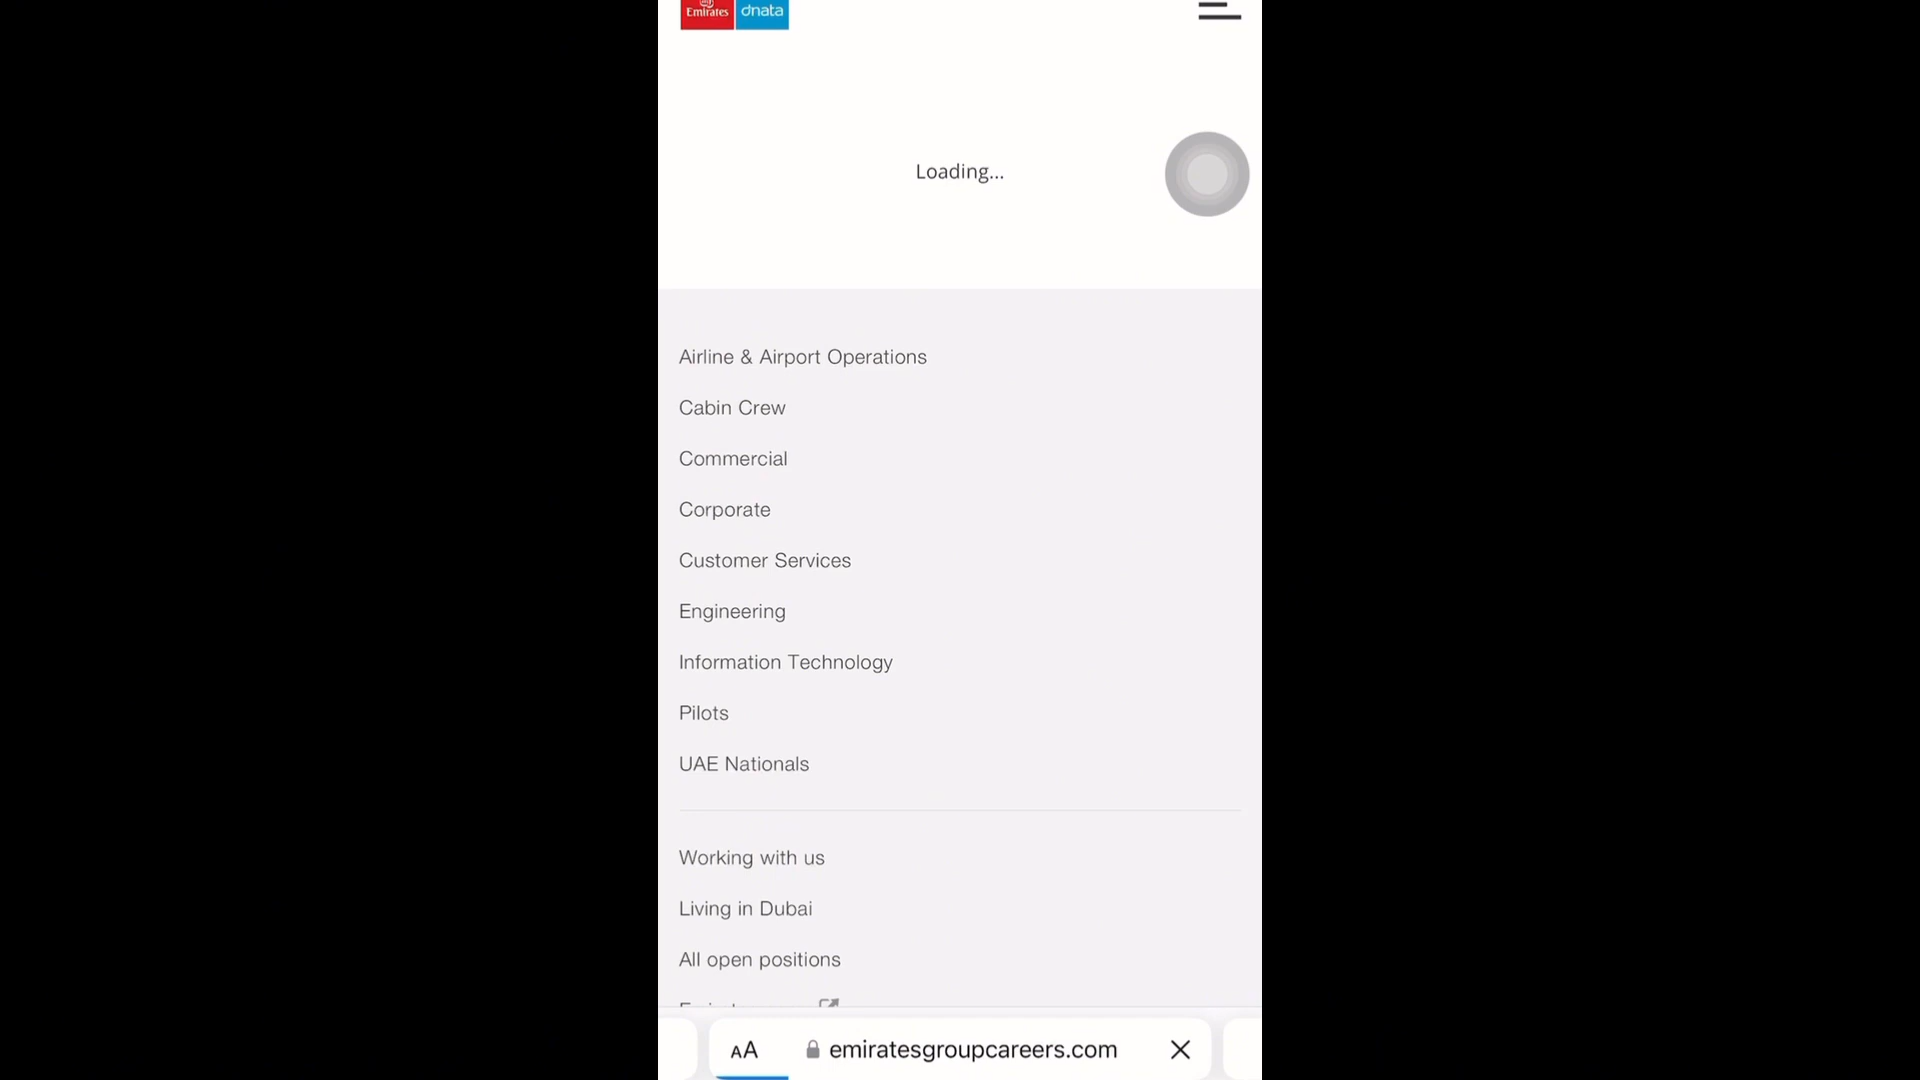 Emirates dnata
Loading...
Airline & Airport Operations
Cabin Crew
Commercial
Corporate
Customer Services
Engineering
Information Technology
Pilots
UAE Nationals
Working with us
Living in Dubai
All open positions
AA emiratesgroupcareers.com